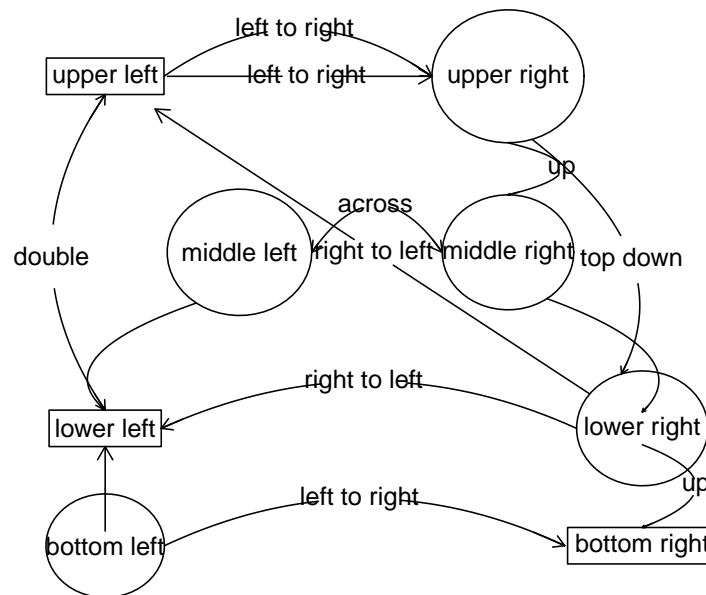 left to right
upper left
left to right
upper right
up
across
middle left
right to left
middle right
double
top down
right to left
lower left
lower right
up
left to right
bottom left
bottom right